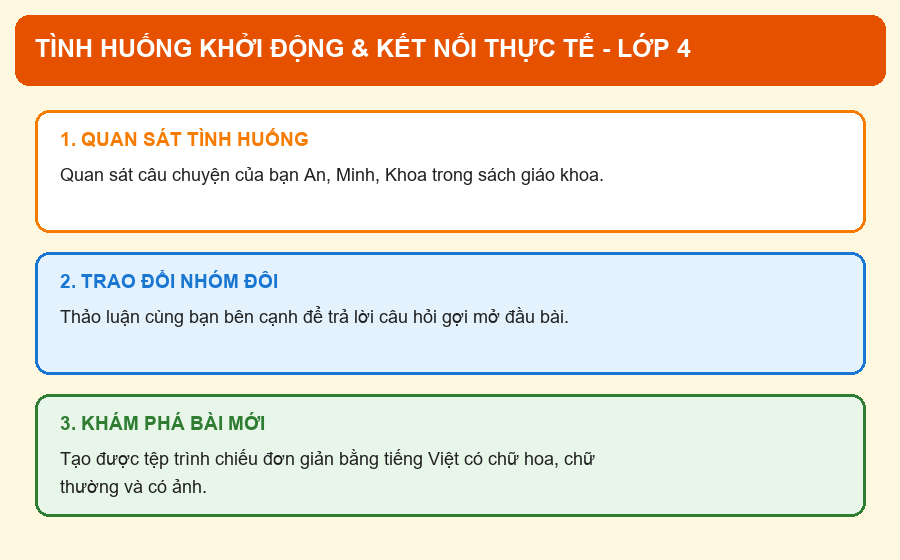 TÌNH HUỐNG KHỞI ĐỘNG & KẾT NỐI THỰC TẾ - LỚP 4
1. QUAN SÁT TÌNH HUỐNG
Quan sát câu chuyện của bạn An, Minh, Khoa trong sách giáo khoa.
2. TRAO ĐỔI NHÓM ĐÔI
Thảo luận cùng bạn bên cạnh để trả lời câu hỏi gợi mở đầu bài.
3. KHÁM PHÁ BÀI MỚI
Tạo được tệp trình chiếu đơn giản bằng tiếng Việt có chữ hoa, chữ
thường và có ảnh.